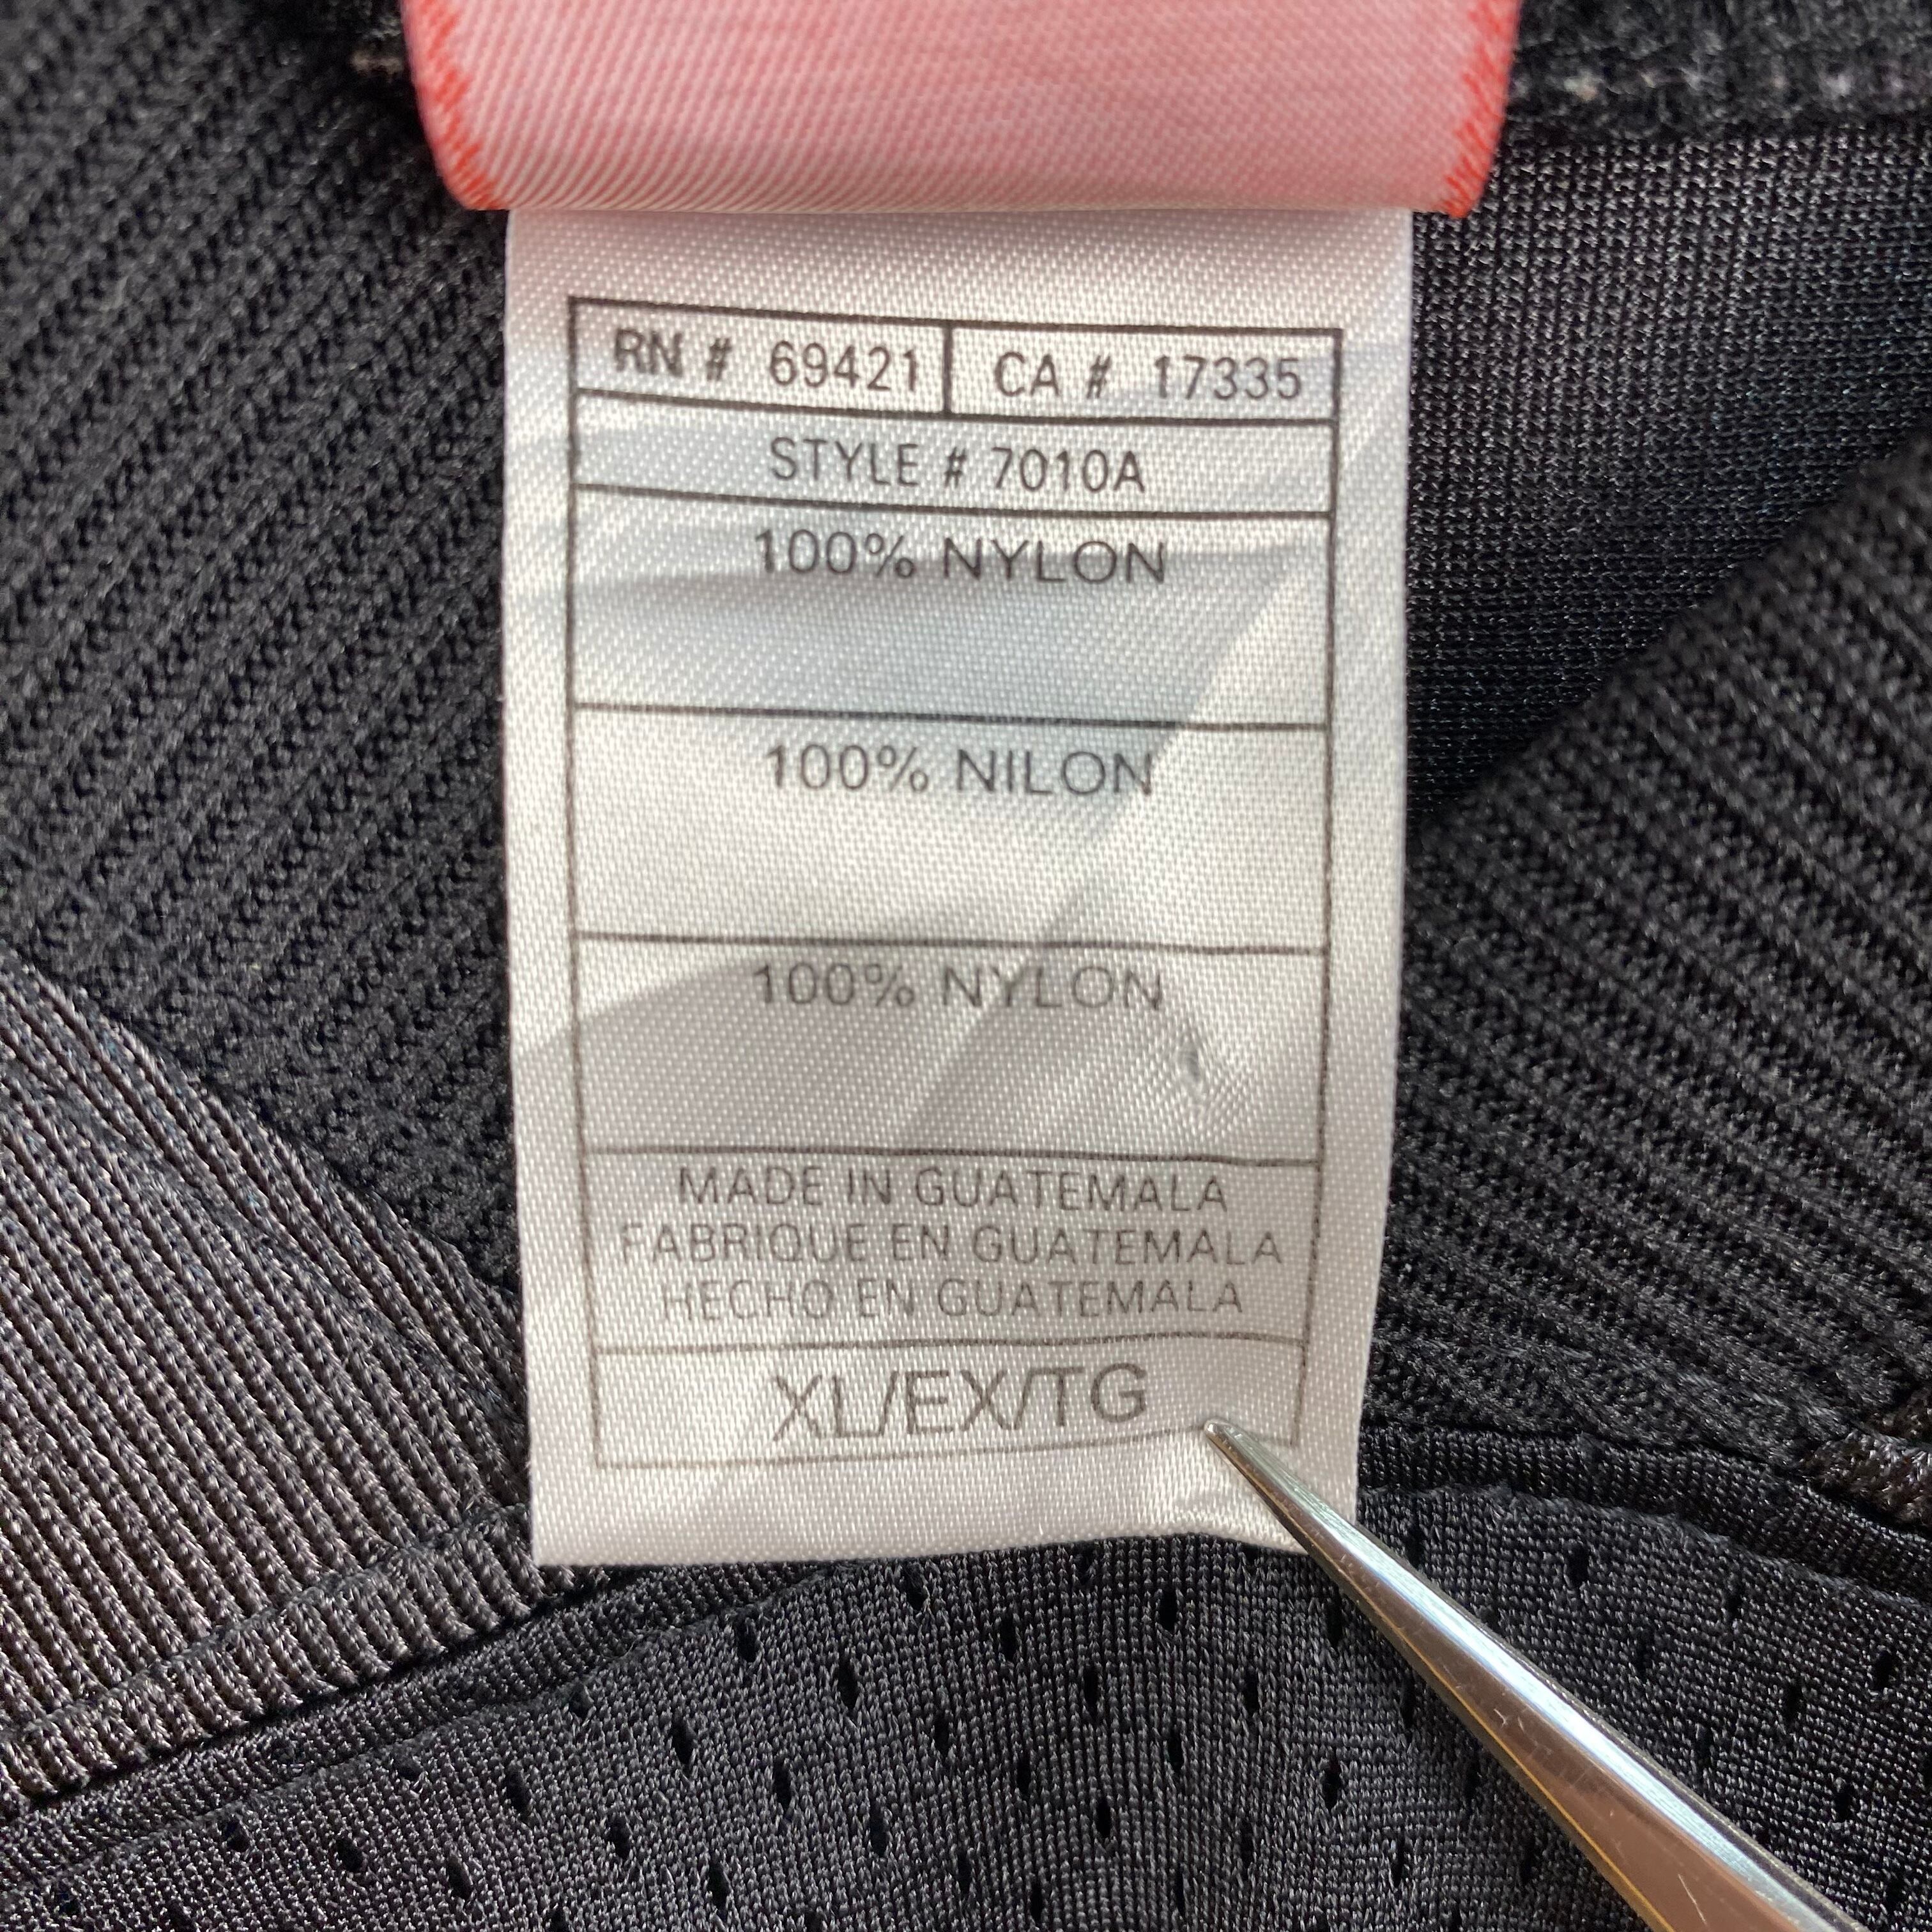 RN # 69421 CA # 17335
STYLE # 7010A
100% NYLON
100% NILON
100% NYLON
MADE IN GUATEMALA
FABRIQUE EN GUATEMALA
HECHO EN GUATEMALA
XL/EX/TG